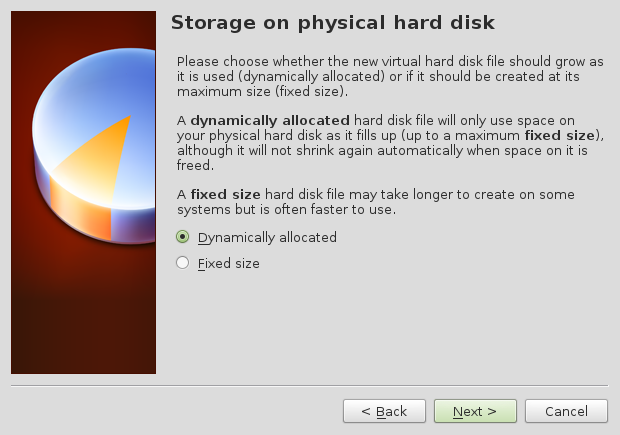 Storage on physical hard disk
Please choose whether the new virtual hard disk file should grow as
it is used (dynamically allocated) or if it should be created at its
maximum size (fixed size).
A dynamically allocated hard disk file will only use space on
your physical hard disk as it fills up (up to a maximum fixed size),
although it will not shrink again automatically when space on it is
freed.
A fixed size hard disk file may take longer to create on some
systems but is often faster to use.
Dynamically allocated
Fixed size
< Back
Next >
Cancel